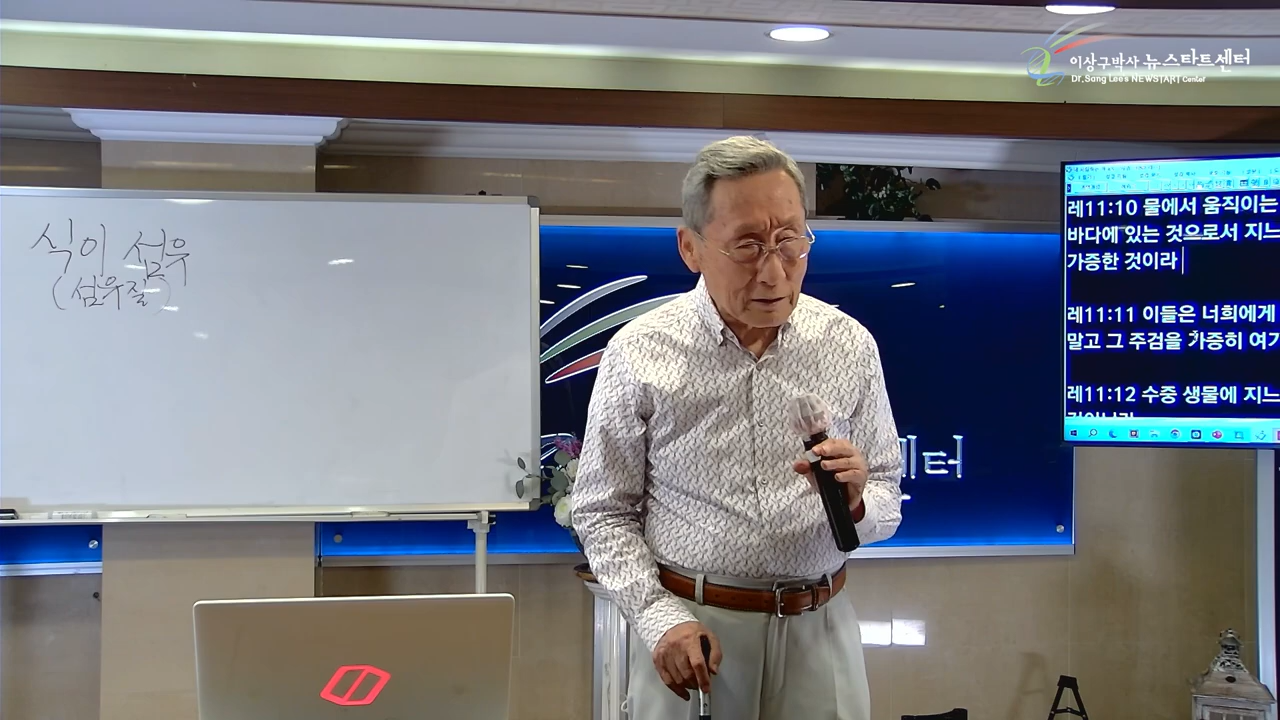 이상구박사 뉴스타트센터
Dr. Sang Lee's NEWSTART Center
식이 섬유
(섬유질)
레11:10 물에서 움직이는
바다에 있는 것으로서 지느
가증한 것이라
레11:11 이들은 너희에게
말고 그 주검을 가증히 여기
레11:12 수중 생물에 지느
터